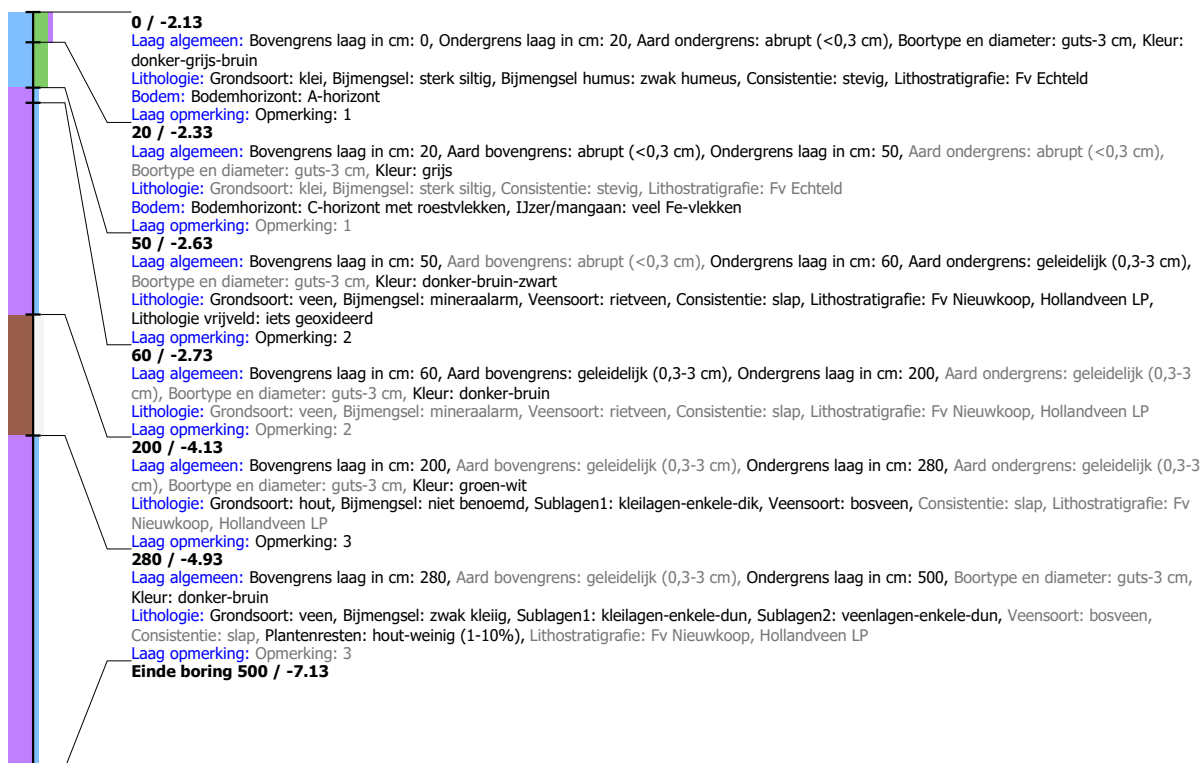 0 / -2.13
Laag algemeen: Bovengrens laag in cm: 0, Ondergrens laag in cm: 20, Aard ondergrens: abrupt (<0,3 cm), Boortype en diameter: guts-3 cm, Kleur:
donker-grijs-bruin
Lithologie: Grondsoort: klei, Bijmengsel: sterk siltig, Bijmengsel humus: zwak humeus, Consistentie: stevig, Lithostratigrafie: Fv Echteld
Bodem: Bodemhorizont: A-horizont
Laag opmerking: Opmerking: 1
20 / -2.33
Laag algemeen: Bovengrens laag in cm: 20, Aard bovengrens: abrupt (<0,3 cm), Ondergrens laag in cm: 50, Aard ondergrens: abrupt (<0,3 cm),
Boortype en diameter: guts-3 cm, Kleur: grijs
Lithologie: Grondsoort: klei, Bijmengsel: sterk siltig, Consistentie: stevig, Lithostratigrafie: Fv Echteld
Bodem: Bodemhorizont: C-horizont met roestvlekken, IJzer/mangaan: veel Fe-vlekken
Laag opmerking: Opmerking: 1
50 / -2.63
Laag algemeen: Bovengrens laag in cm: 50, Aard bovengrens: abrupt (<0,3 cm), Ondergrens laag in cm: 60, Aard ondergrens: geleidelijk (0,3-3 cm),
Boortype en diameter: guts-3 cm, Kleur: donker-bruin-zwart
Lithologie: Grondsoort: veen, Bijmengsel: mineraalarm, Veensoort: rietveen, Consistentie: slap, Lithostratigrafie: Fv Nieuwkoop, Hollandveen LP,
Lithologie vrijveld: iets geoxideerd
Laag opmerking: Opmerking: 2
60 / -2.73
Laag algemeen: Bovengrens laag in cm: 60, Aard bovengrens: geleidelijk (0,3-3 cm), Ondergrens laag in cm: 200, Aard ondergrens: geleidelijk (0,3-3
cm), Boortype en diameter: guts-3 cm, Kleur: donker-bruin
Lithologie: Grondsoort: veen, Bijmengsel: mineraalarm, Veensoort: rietveen, Consistentie: slap, Lithostratigrafie: Fv Nieuwkoop, Hollandveen LP
Laag opmerking: Opmerking: 2
200 / -4.13
Laag algemeen: Bovengrens laag in cm: 200, Aard bovengrens: geleidelijk (0,3-3 cm), Ondergrens laag in cm: 280, Aard ondergrens: geleidelijk (0,3-3
cm), Boortype en diameter: guts-3 cm, Kleur: groen-wit
Lithologie: Grondsoort: hout, Bijmengsel: niet benoemd, Sublagen1: kleilagen-enkele-dik, Veensoort: bosveen, Consistentie: slap, Lithostratigrafie: Fv
Nieuwkoop, Hollandveen LP
Laag opmerking: Opmerking: 3
280 / -4.93
Laag algemeen: Bovengrens laag in cm: 280, Aard bovengrens: geleidelijk (0,3-3 cm), Ondergrens laag in cm: 500, Boortype en diameter: guts-3 cm,
Kleur: donker-bruin
Lithologie: Grondsoort: veen, Bijmengsel: zwak kleiig, Sublagen1: kleilagen-enkele-dun, Sublagen2: veenlagen-enkele-dun, Veensoort: bosveen,
Consistentie: slap, Plantenresten: hout-weinig (1-10%), Lithostratigrafie: Fv Nieuwkoop, Hollandveen LP
Laag opmerking: Opmerking: 3
Einde boring 500 / -7.13